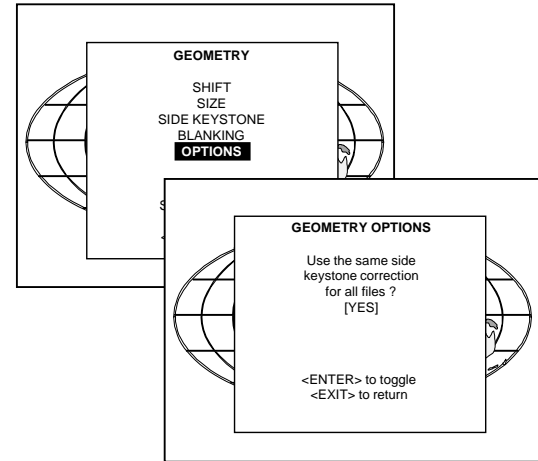 GEOMETRY
SHIFT
SIZE
SIDE KEYSTONE
BLANKING
OPTIONS
GEOMETRY OPTIONS
Use the same side
keystone correction
for all files ?
[YES]
<ENTER> to toggle
<EXIT> to return